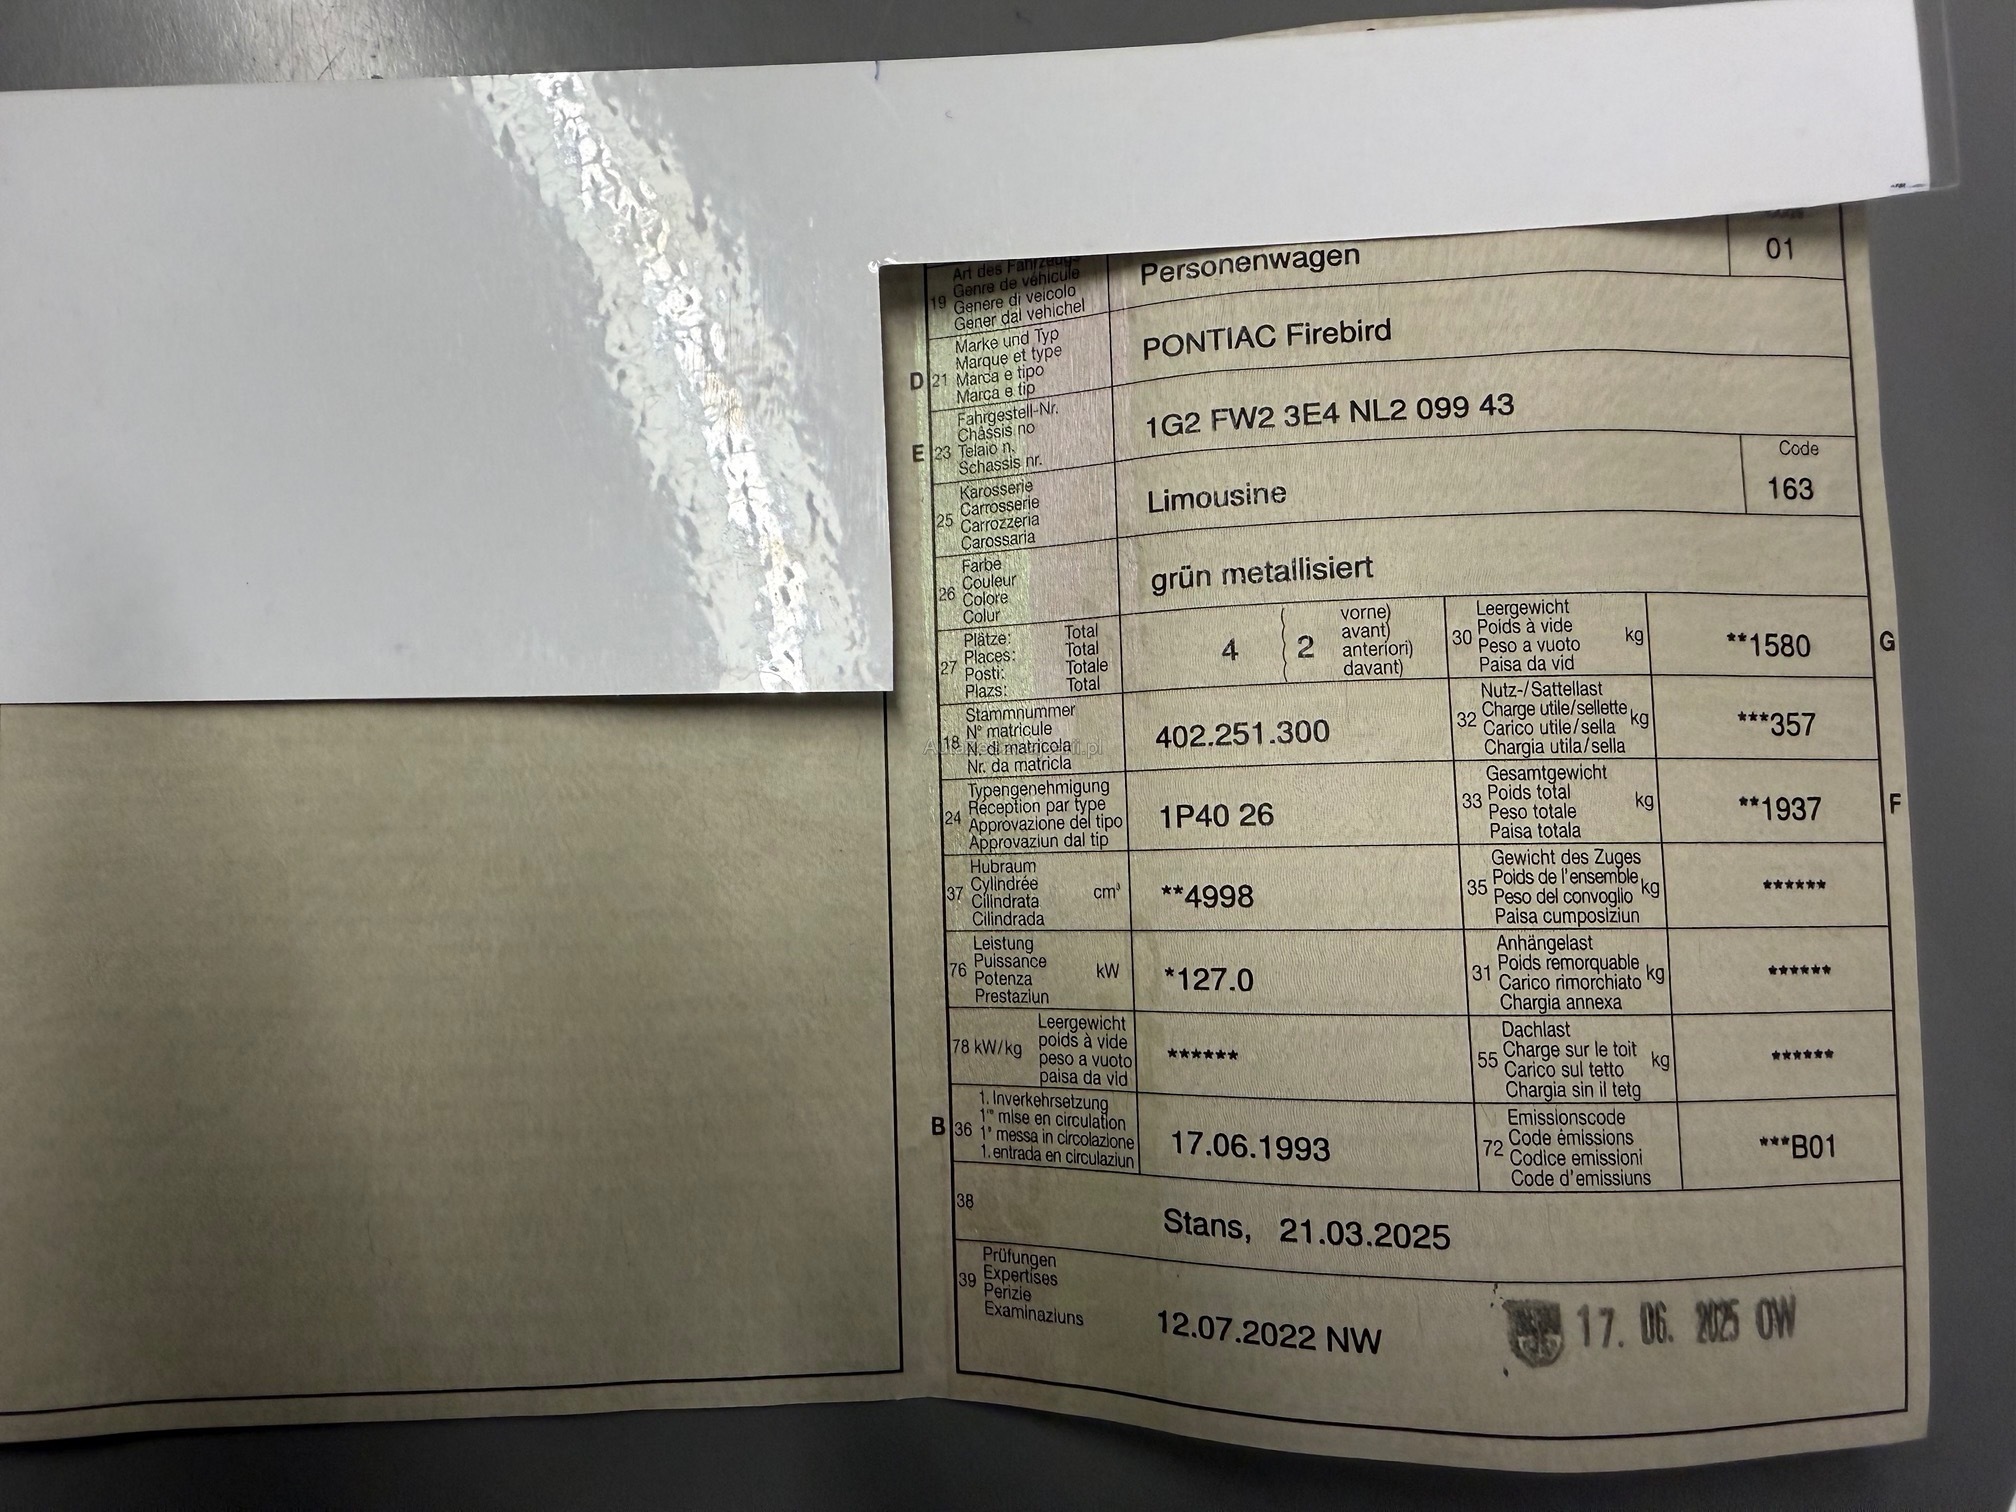 Art des Fahrzeugs
Genre de véhicule
19 Genere di veicolo
Gener dal vehichel
Personenwagen
01
Marke und Typ
Marque et type
D 21 Marca e tipo
Marca e tip
PONTIAC Firebird
Fahrgestell-Nr.
Châssis no
E 23 Telaio n.
Schassis nr.
1G2 FW2 3E4 NL2 099 43
Karosserie
Carrosserie
25 Carrozzeria
Carossaria
Limousine
Code
163
Farbe
Couleur
26 Colore
Colur
grün metallisiert
Plätze: Total
Places: Total
27 Posti: Totale
Plazs: Total
4 ( 2
vorne)
avant)
anteriori)
davant)
Leergewicht
30 Poids à vide kg
Peso a vuoto
Paisa da vid
**1580 G
Stammnummer
N° matricule
18 N. di matricola
Nr. da matricla
402.251.300
Nutz-/Sattellast
32 Charge utile/sellette kg
Carico utile/sella
Chargia utila/sella
***357
Typengenehmigung
Réception par type
24 Approvazione del tipo
Approvaziun dal tip
1P40 26
Gesamtgewicht
33 Poids total kg
Peso totale
Paisa totala
**1937 F
Hubraum
37 Cylindrée cm³
Cilindrata
Cilindrada
**4998
Gewicht des Zuges
35 Poids de l'ensemble kg
Peso del convoglio
Paisa cumposiziun
******
Leistung
76 Puissance kW
Potenza
Prestaziun
*127.0
Anhängelast
31 Poids remorquable kg
Carico rimorchiato
Chargia annexa
******
Leergewicht
78 kW/kg poids à vide
peso a vuoto
paisa da vid
******
Dachlast
55 Charge sur le toit kg
Carico sul tetto
Chargia sin il tetg
******
1. Inverkehrsetzung
B 36 1re mise en circulation
1a messa in circolazione
1. entrada en circulaziun
17.06.1993
Emissionscode
72 Code émissions
Codice emissioni
Code d'emissiuns
***B01
38
Stans, 21.03.2025
Prüfungen
39 Expertises
Perizie
Examinaziuns
12.07.2022 NW
17. 06. 2025 OW